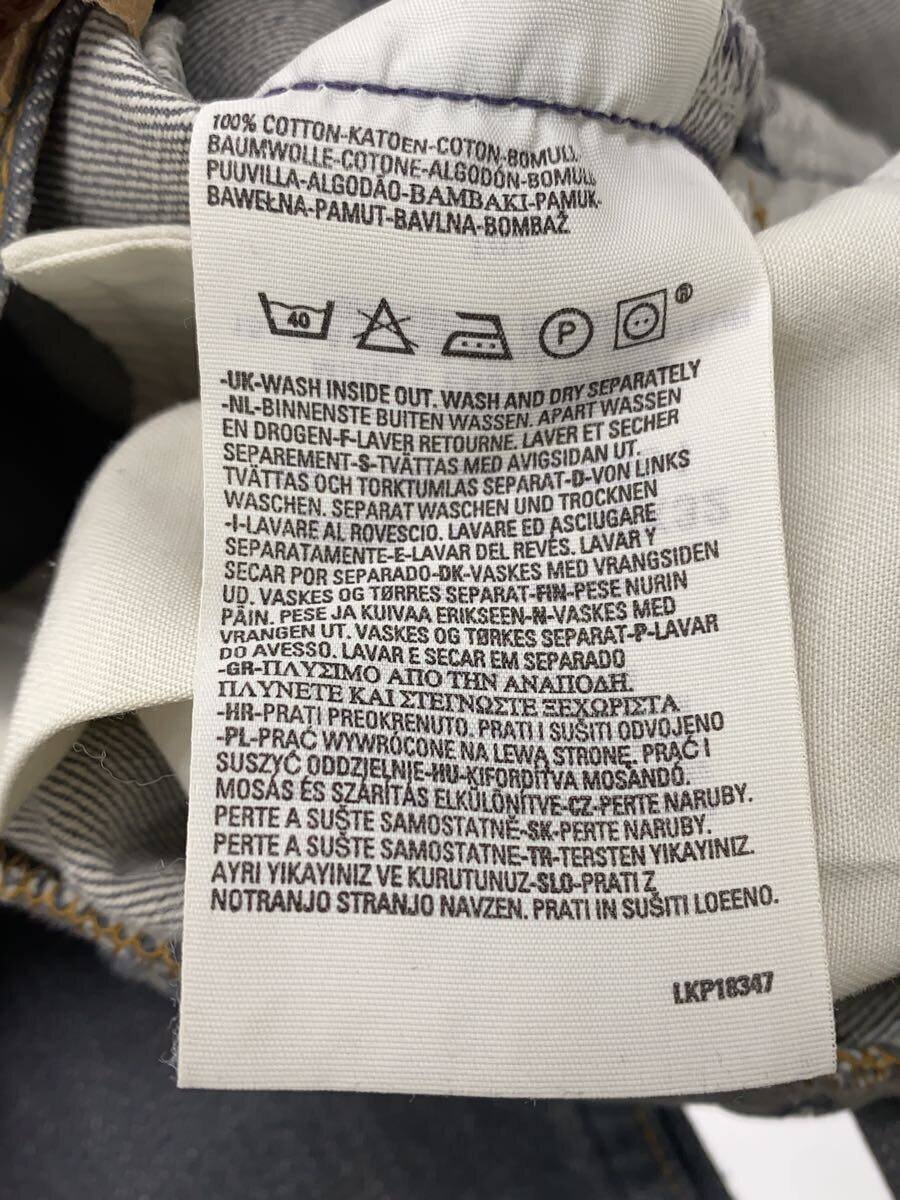 100% COTTON-KATOEN-COTON-BOMULL
BAUMWOLLE-COTONE-ALGODÓN-BOMULL
PUUVILLA-ALGODÃO-BAMBAKI-PAMUK-
BAWEŁNA-PAMUT-BAVLNA-BOMBAŽ
40 P ®
-UK-WASH INSIDE OUT. WASH AND DRY SEPARATELY
-NL-BINNENSTE BUITEN WASSEN. APART WASSEN
EN DROGEN-F-LAVER RETOURNE. LAVER ET SECHER
SEPAREMENT-S-TVÄTTAS MED AVIGSIDAN UT.
TVÄTTAS OCH TORKTUMLAS SEPARAT-D-VON LINKS
WASCHEN. SEPARAT WASCHEN UND TROCKNEN
-I-LAVARE AL ROVESCIO. LAVARE ED ASCIUGARE
SEPARATAMENTE-E-LAVAR DEL REVÉS. LAVAR Y
SECAR POR SEPARADO-DK-VASKES MED VRANGSIDEN
UD. VASKES OG TØRRES SEPARAT-FIN-PESE NURIN
PÄIN. PESE JA KUIVAA ERIKSEEN-N-VASKES MED
VRANGEN UT. VASKES OG TØRKES SEPARAT-P-LAVAR
DO AVESSO. LAVAR E SECAR EM SEPARADO
-GR-ΠΛΥΣΙΜΟ ΑΠΟ ΤΗΝ ΑΝΑΠΟΔΗ.
ΠΛΥΝΕΤΕ ΚΑΙ ΣΤΕΓΝΩΣΤΕ ΞΕΧΩΡΙΣΤΑ
-HR-PRATI PREOKRENUTO. PRATI I SUŠITI ODVOJENO
-PL-PRAĆ WYWRÓCONE NA LEWĄ STRONĘ. PRAĆ I
SUSZYĆ ODDZIELNIE-HU-KIFORDÍTVA MOSANDÓ.
MOSÁS ÉS SZÁRÍTÁS ELKÜLÖNÍTVE-CZ-PERTE NARUBY.
PERTE A SUŠTE SAMOSTATNĚ-SK-PERTE NARUBY.
PERTE A SUŠTE SAMOSTATNE-TR-TERSTEN YIKAYINIZ.
AYRI YIKAYINIZ VE KURUTUNUZ-SLO-PRATI Z
NOTRANJO STRANJO NAVZEN. PRATI IN SUŠITI LOEENO.
LKP18347